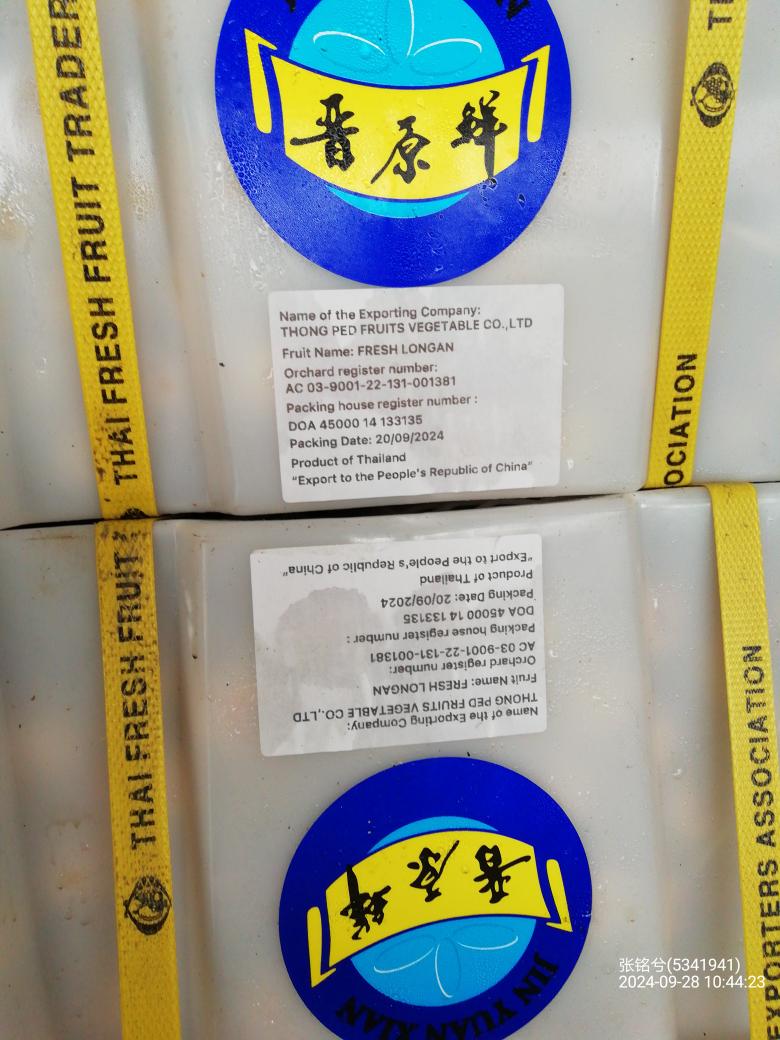 THAI FRESH FRUIT TRADER
晋原鲜
Name of the Exporting Company:
THONG PED FRUITS VEGETABLE CO.,LTD
Fruit Name: FRESH LONGAN
Orchard register number:
AC 03-9001-22-131-001381
Packing house register number :
DOA 45000 14 133135
Packing Date: 20/09/2024
Product of Thailand
"Export to the People's Republic of China"
OCIATION
Name of the Exporting Company:
THONG PED FRUITS VEGETABLE CO.,LTD
Fruit Name: FRESH LONGAN
Orchard register number:
AC 03-9001-22-131-001381
Packing house register number :
DOA 45000 14 133135
Packing Date: 20/09/2024
Product of Thailand
"Export to the People's Republic of China"
THAI FRESH FRUIT
晋原鲜
JIN YUAN XIAN
EXPORTERS ASSOCIATION
张铭兮(5341941)
2024-09-28 10:44:23